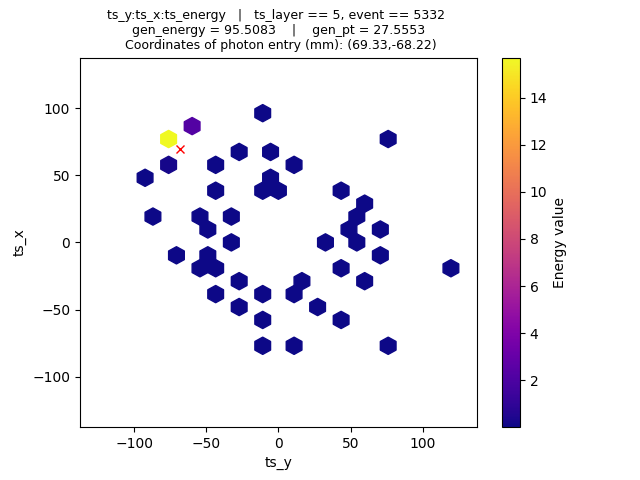 ts_y:ts_x:ts_energy   |   ts_layer == 5, event == 5332
gen_energy = 95.5083    |    gen_pt = 27.5553
Coordinates of photon entry (mm): (69.33,-68.22)
100
50
0
−50
−100
ts_x
−100
−50
0
50
100
ts_y
14
12
10
8
6
4
2
Energy value